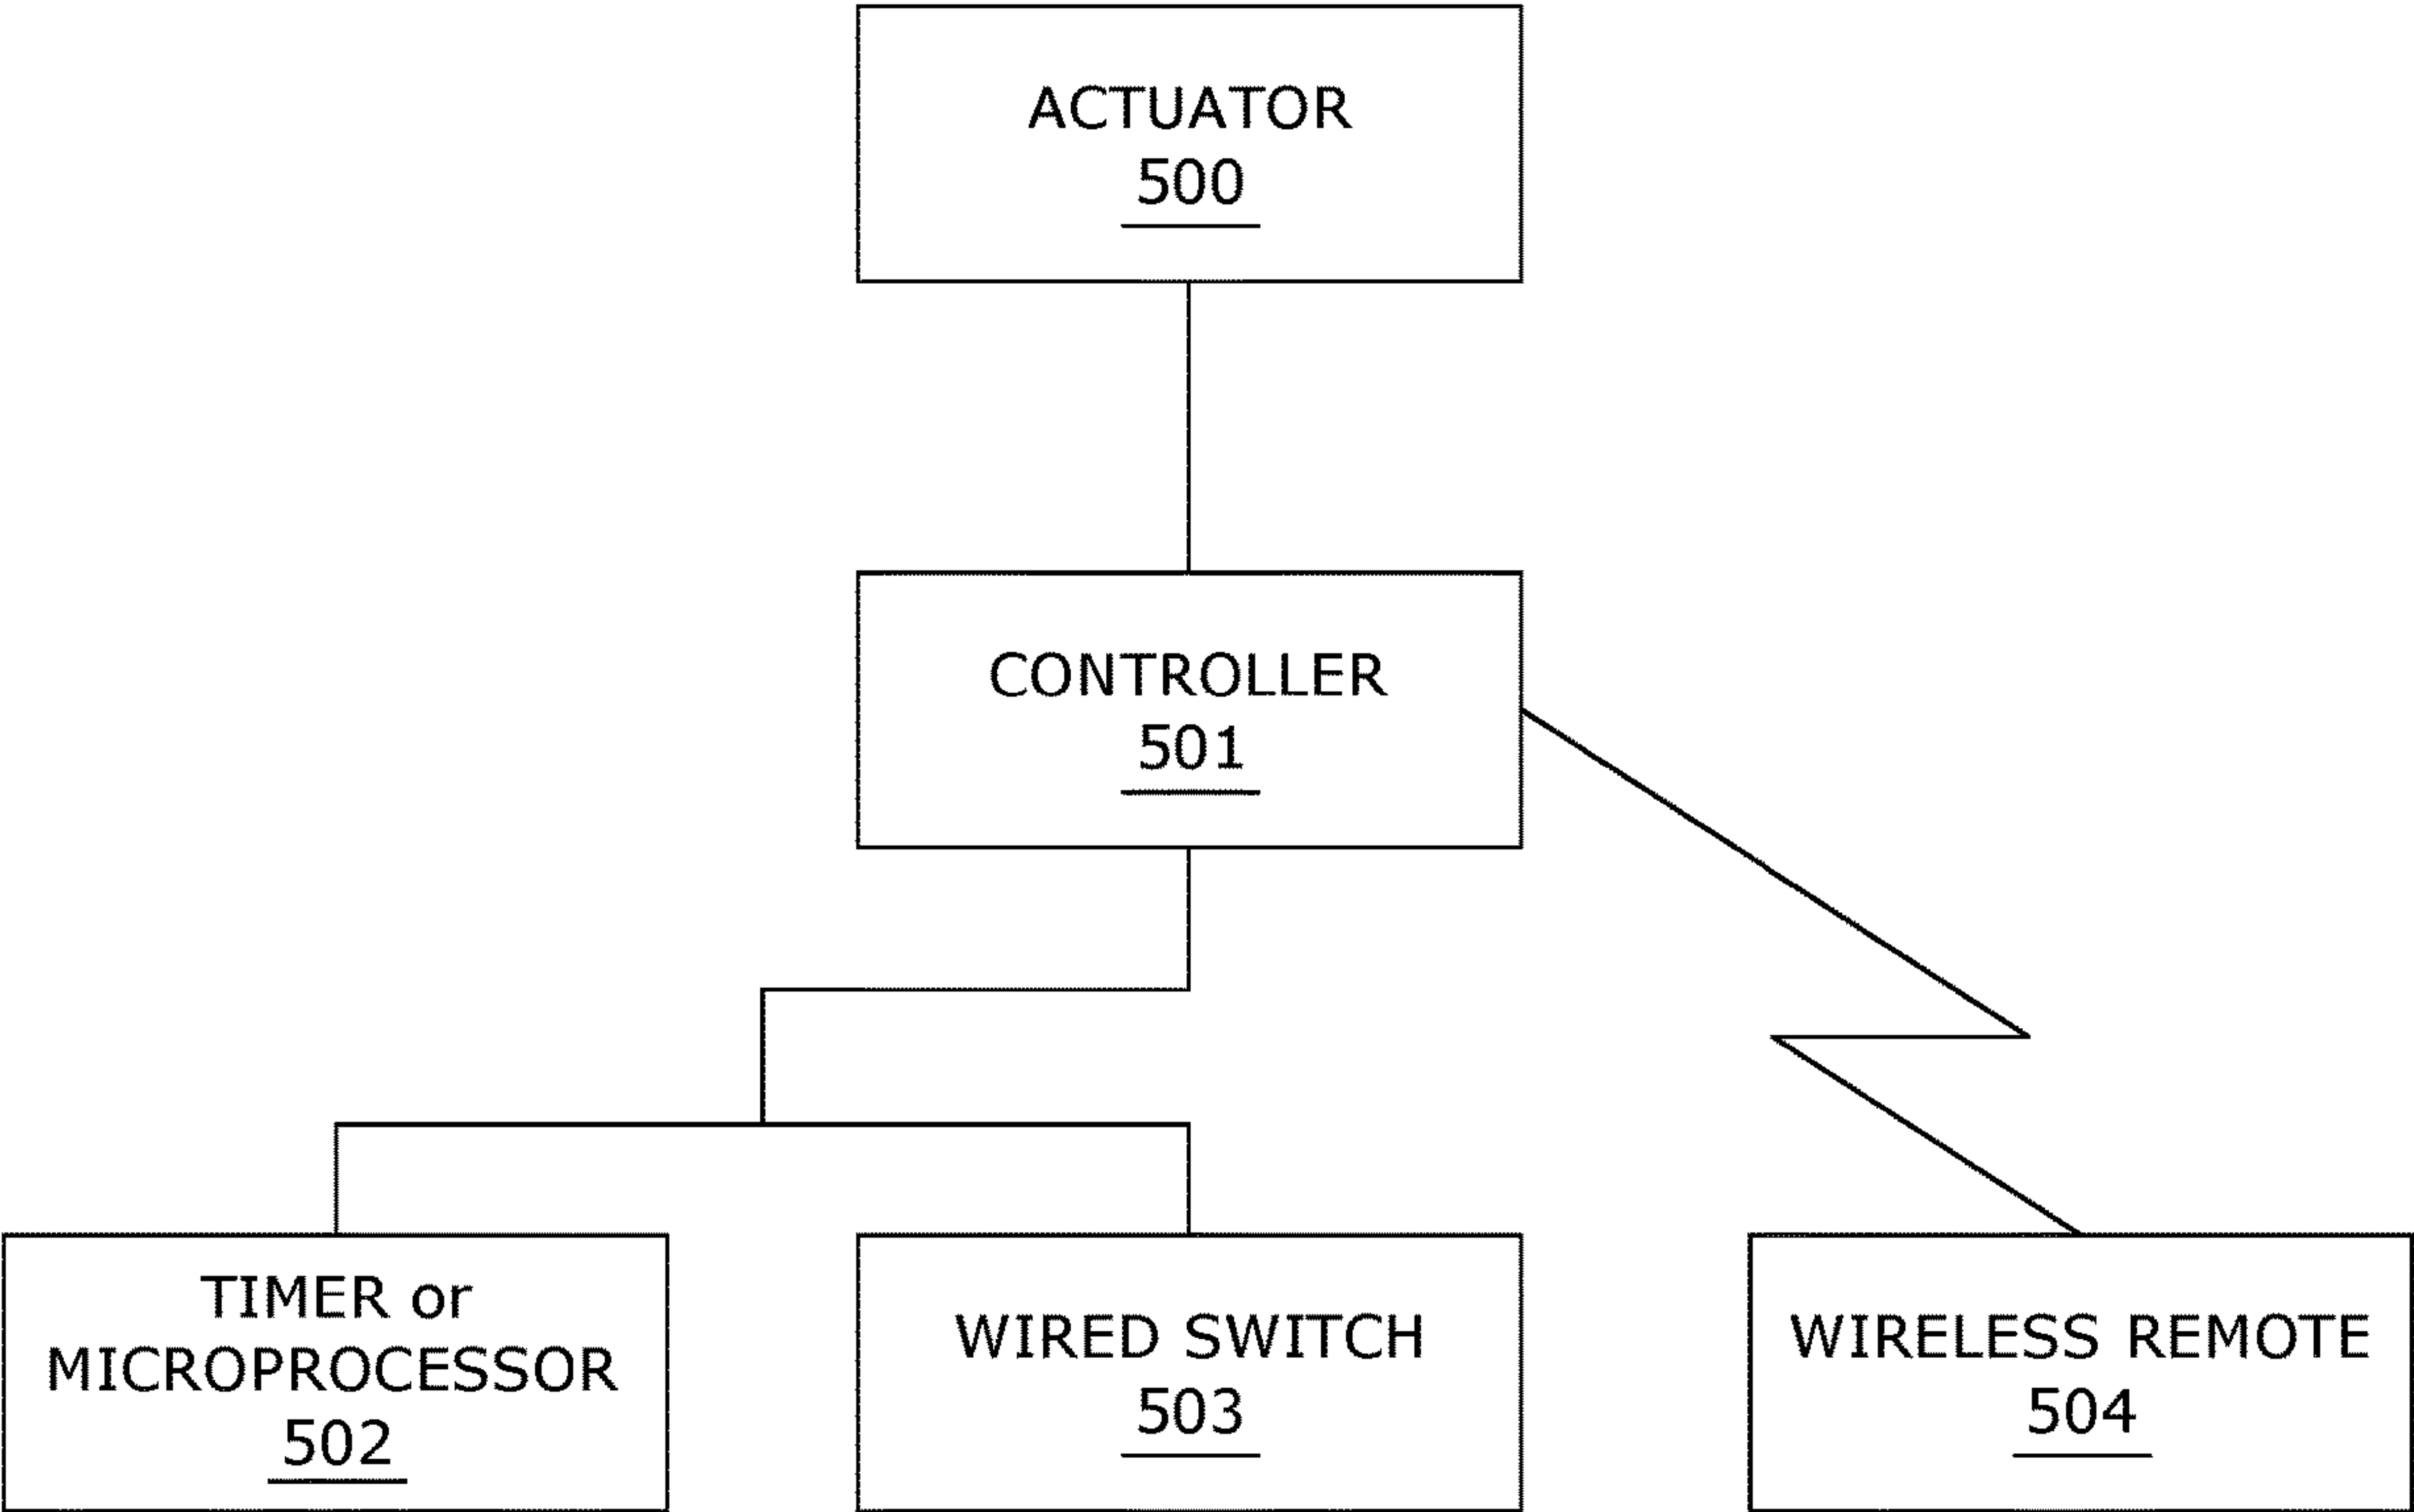 ACTUATOR
500
CONTROLLER
501
TIMER or
MICROPROCESSOR
502
WIRED SWITCH
503
WIRELESS REMOTE
504